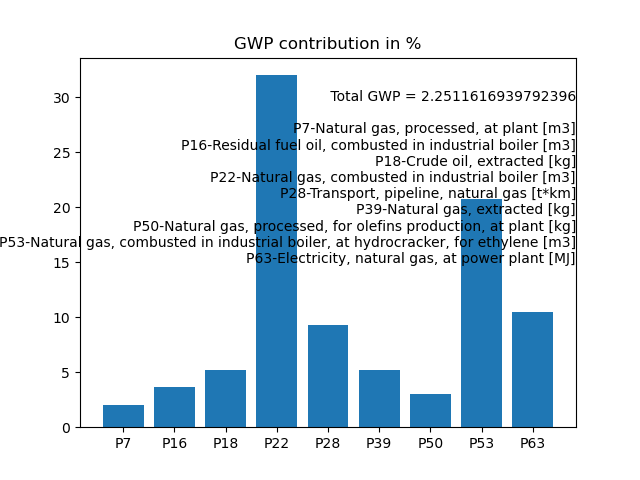 GWP contribution in %
30
25
20
15
10
5
0
Total GWP = 2.2511616939792396
P7-Natural gas, processed, at plant [m3]
P16-Residual fuel oil, combusted in industrial boiler [m3]
P18-Crude oil, extracted [kg]
P22-Natural gas, combusted in industrial boiler [m3]
P28-Transport, pipeline, natural gas [t*km]
P39-Natural gas, extracted [kg]
P50-Natural gas, processed, for olefins production, at plant [kg]
P53-Natural gas, combusted in industrial boiler, at hydrocracker, for ethylene [m3]
P63-Electricity, natural gas, at power plant [MJ]
P7 P16 P18 P22 P28 P39 P50 P53 P63